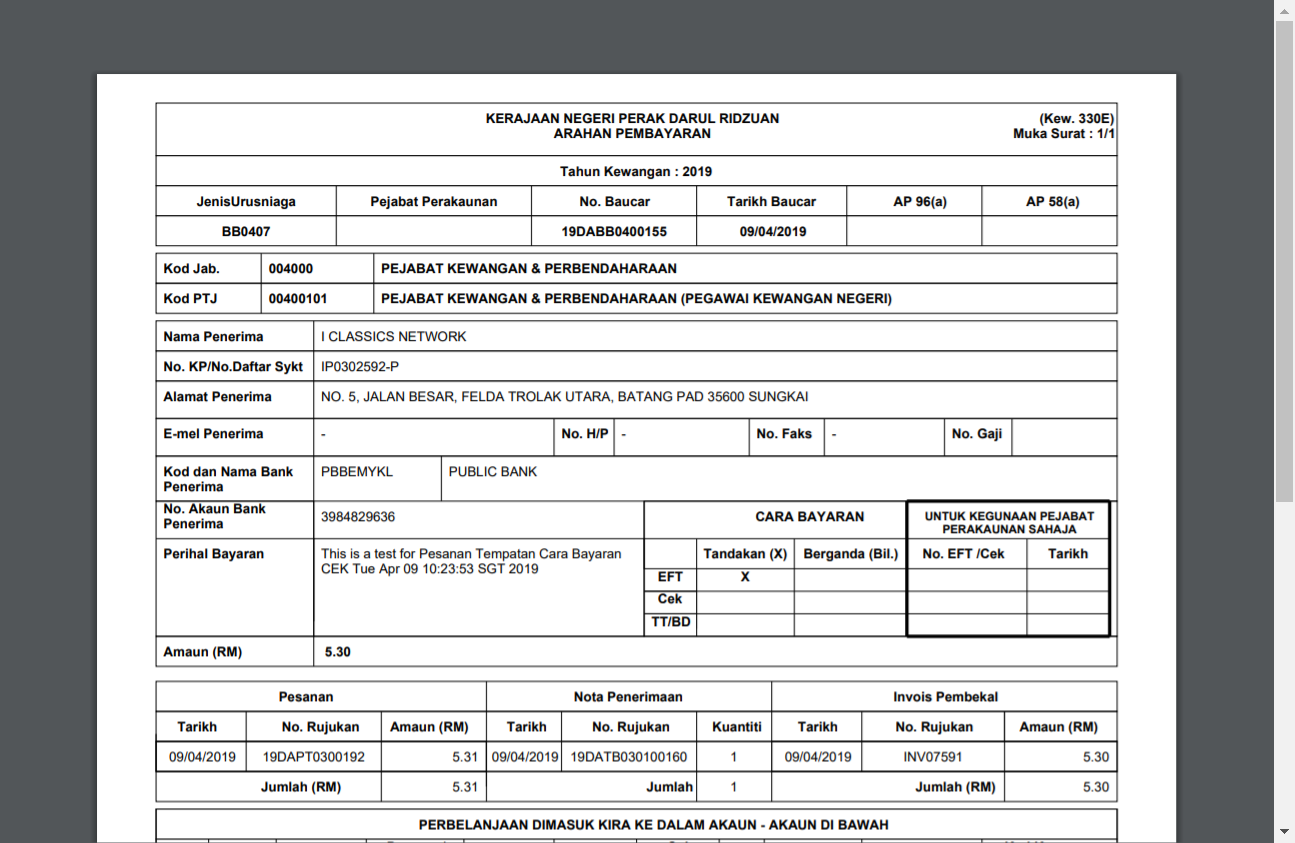 KERAJAAN NEGERI PERAK DARUL RIDZUAN (Kew. 330E)
ARAHAN PEMBAYARAN Muka Surat : 1/1
Tahun Kewangan : 2019
JenisUrusniaga Pejabat Perakaunan No. Baucar Tarikh Baucar AP 96(a) AP 58(a)
BB0407 19DABB0400155 09/04/2019
Kod Jab. 004000 PEJABAT KEWANGAN & PERBENDAHARAAN
Kod PTJ 00400101 PEJABAT KEWANGAN & PERBENDAHARAAN (PEGAWAI KEWANGAN NEGERI)
Nama Penerima I CLASSICS NETWORK
No. KP/No.Daftar Sykt IP0302592-P
Alamat Penerima NO. 5, JALAN BESAR, FELDA TROLAK UTARA, BATANG PAD 35600 SUNGKAI
E-mel Penerima - No. H/P - No. Faks - No. Gaji
Kod dan Nama Bank Penerima PBBEMYKL PUBLIC BANK
No. Akaun Bank Penerima 3984829636
CARA BAYARAN
UNTUK KEGUNAAN PEJABAT
PERAKAUNAN SAHAJA
Perihal Bayaran This is a test for Pesanan Tempatan Cara Bayaran
CEK Tue Apr 09 10:23:53 SGT 2019
Tandakan (X) Berganda (Bil.) No. EFT /Cek Tarikh
EFT X
Cek
TT/BD
Amaun (RM) 5.30
Pesanan Nota Penerimaan Invois Pembekal
Tarikh No. Rujukan Amaun (RM) Tarikh No. Rujukan Kuantiti Tarikh No. Rujukan Amaun (RM)
09/04/2019 19DAPT0300192 5.31 09/04/2019 19DATB030100160 1 09/04/2019 INV07591 5.30
Jumlah (RM) 5.31 Jumlah 1 Jumlah (RM) 5.30
PERBELANJAAN DIMASUK KIRA KE DALAM AKAUN - AKAUN DI BAWAH